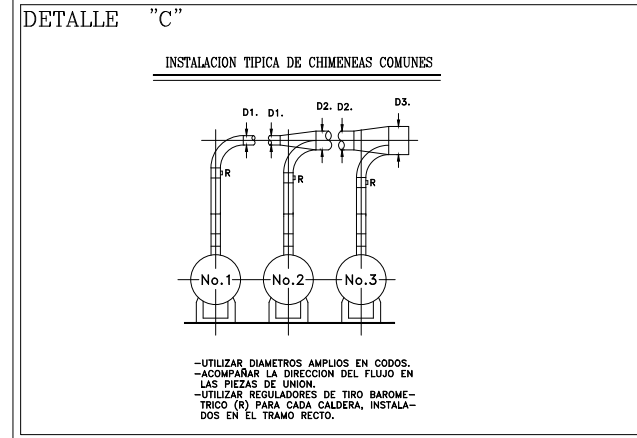 DETALLE "C"
INSTALACION TIPICA DE CHIMENEAS COMUNES
D1. D1. D2. D2. D3.
R R R
No.1 No.2 No.3
-UTILIZAR DIAMETROS AMPLIOS EN CODOS.
-ACOMPAÑAR LA DIRECCION DEL FLUJO EN
LAS PIEZAS DE UNION.
-UTILIZAR REGULADORES DE TIRO BAROME-
TRICO (R) PARA CADA CALDERA, INSTALA-
DOS EN EL TRAMO RECTO.